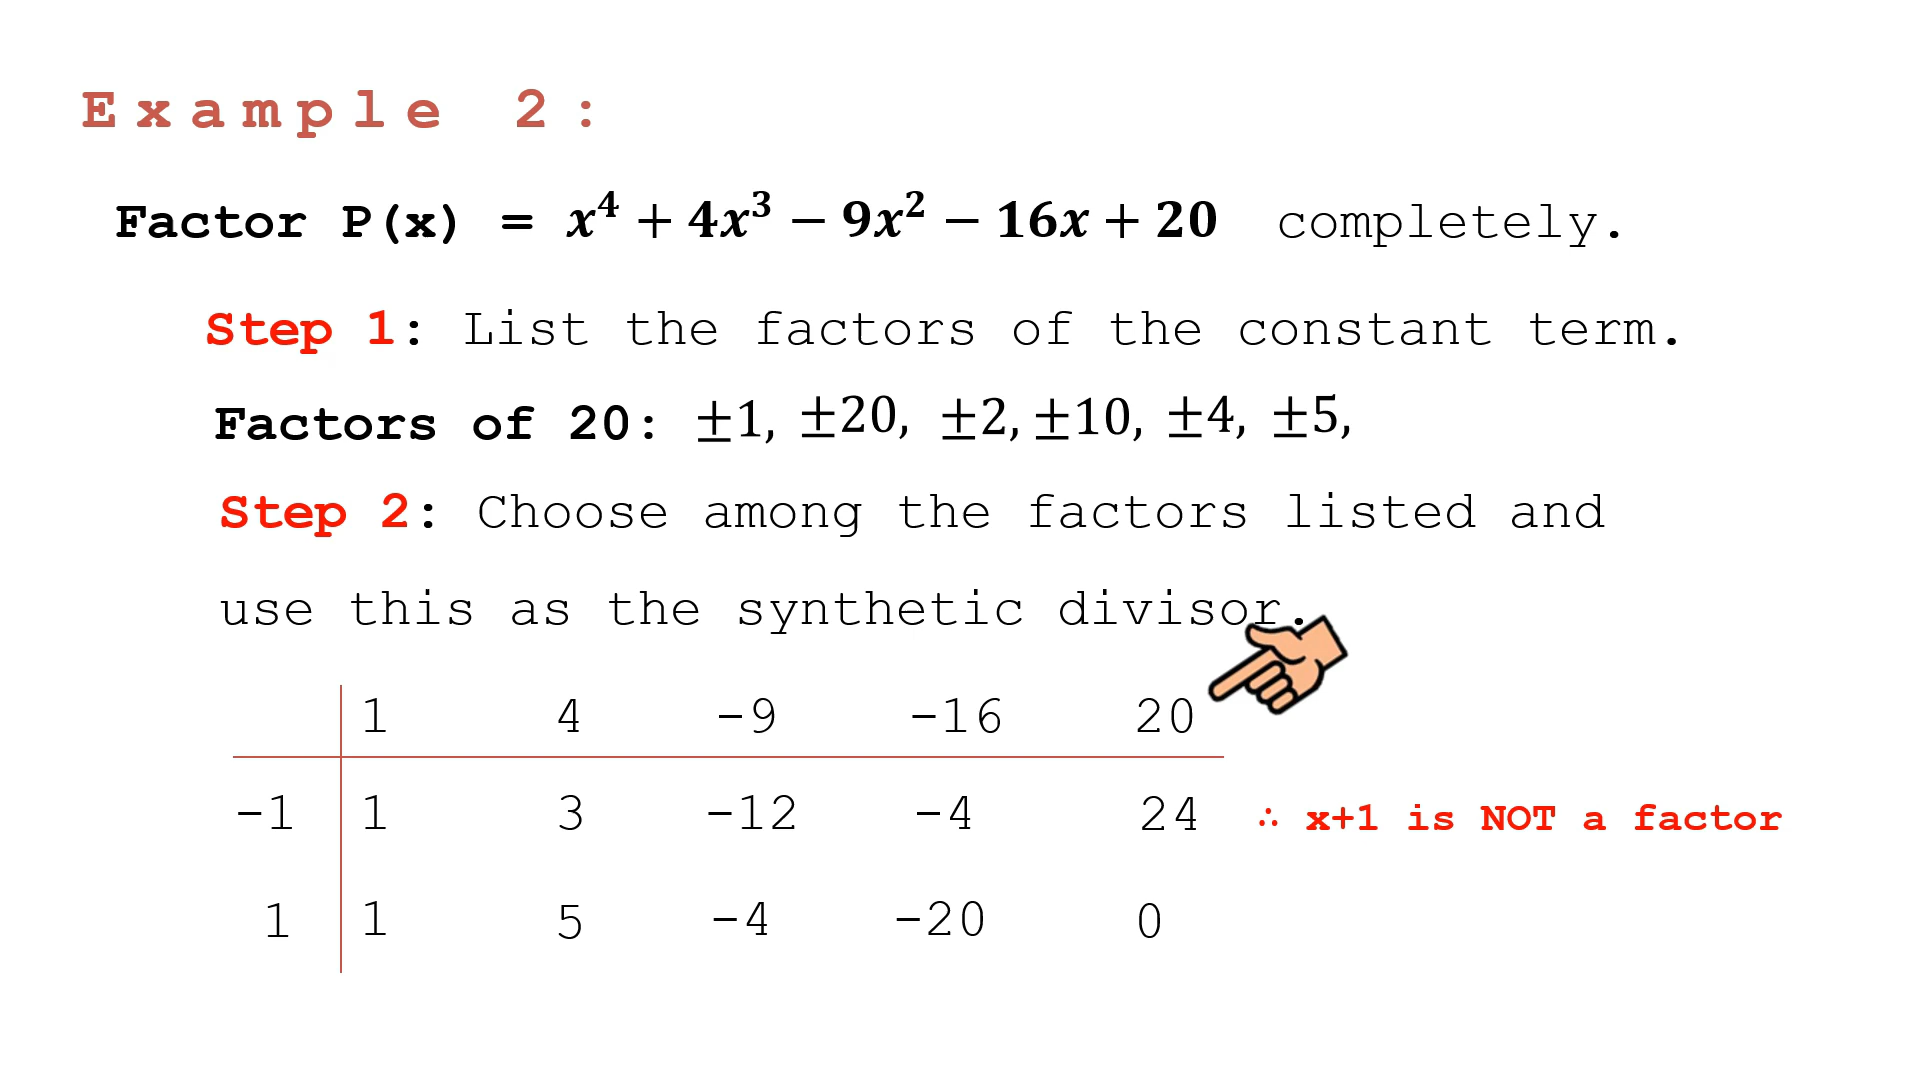 Example 2:
Factor P(x) = x⁴ + 4x³ − 9x² − 16x + 20 completely.
Step 1: List the factors of the constant term.
Factors of 20: ±1, ±20, ±2, ±10, ±4, ±5,
Step 2: Choose among the factors listed and
use this as the synthetic divisor.
1 4 -9 -16 20
-1 1 3 -12 -4 24 ∴ x+1 is NOT a factor
1 1 5 -4 -20 0